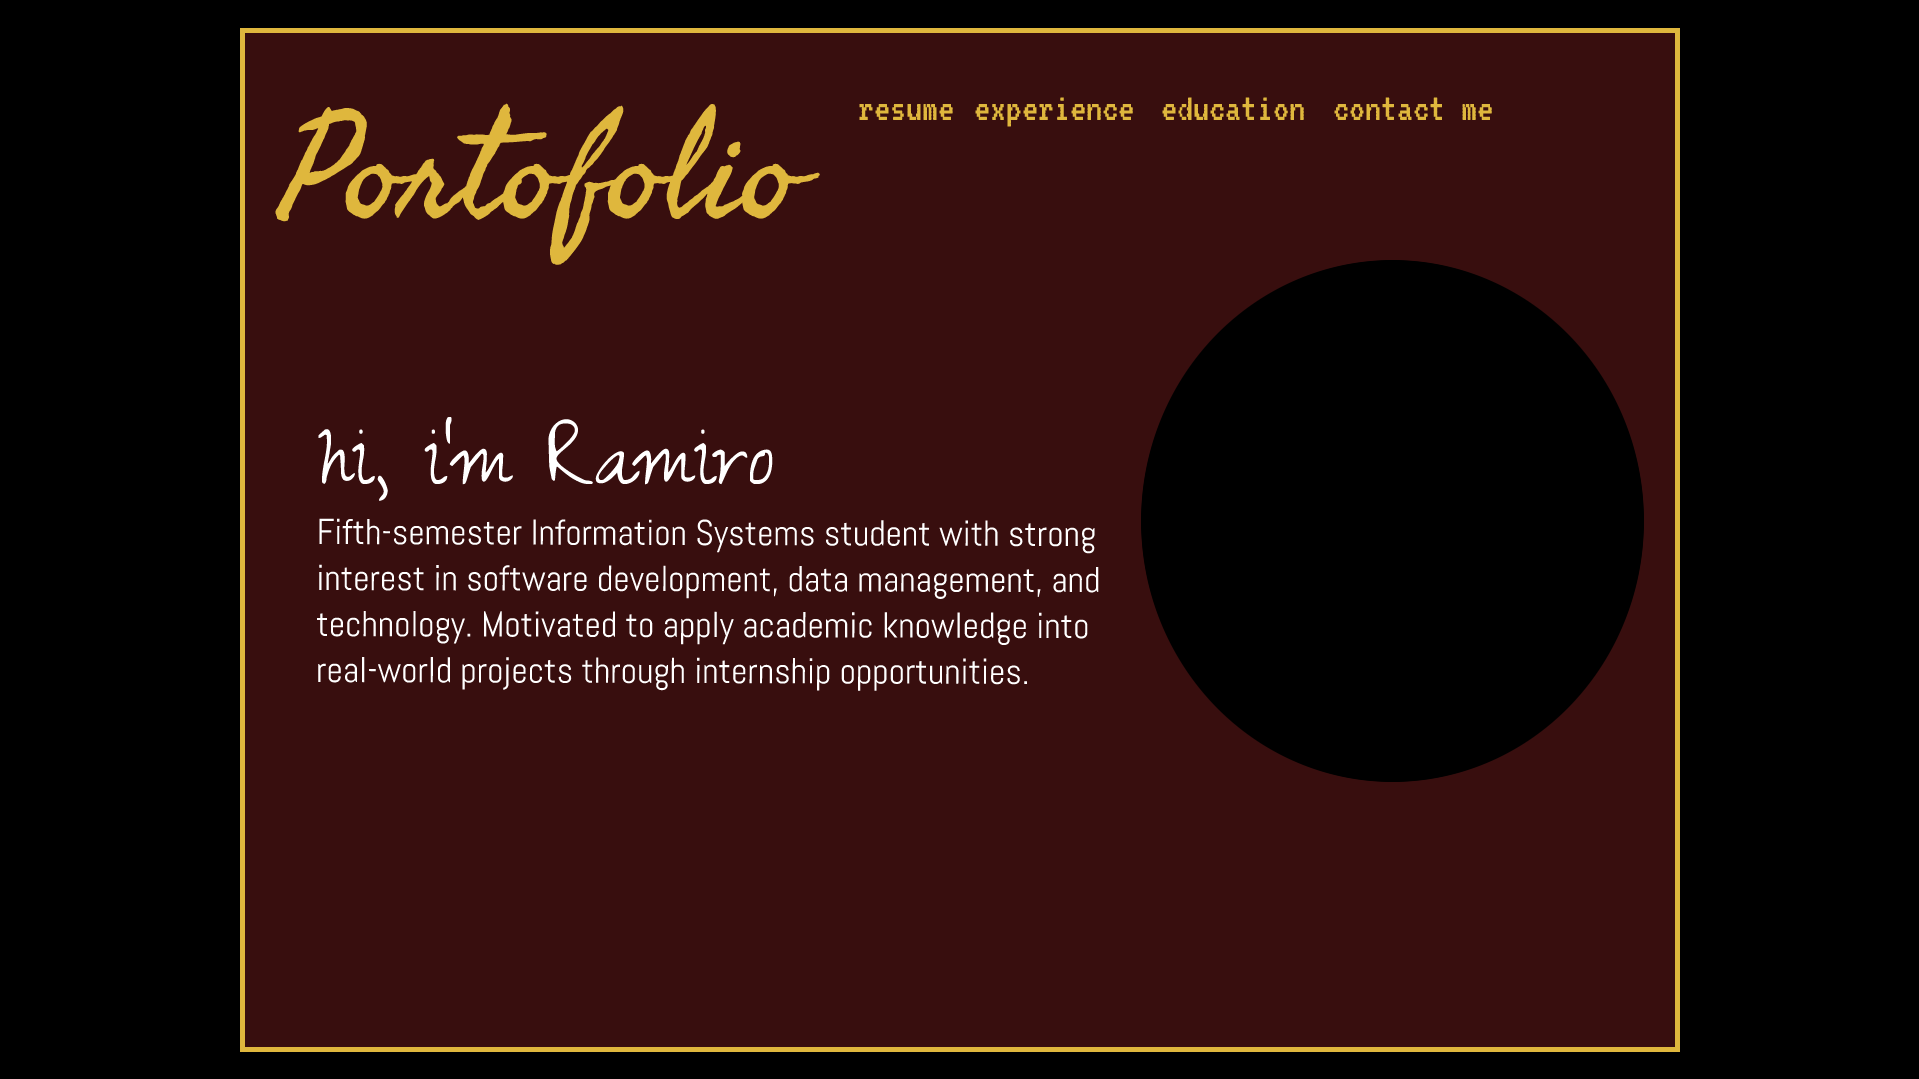 Portofolio
resume experience education contact me
hi, i'm Ramiro
Fifth-semester Information Systems student with strong
interest in software development, data management, and
technology. Motivated to apply academic knowledge into
real-world projects through internship opportunities.